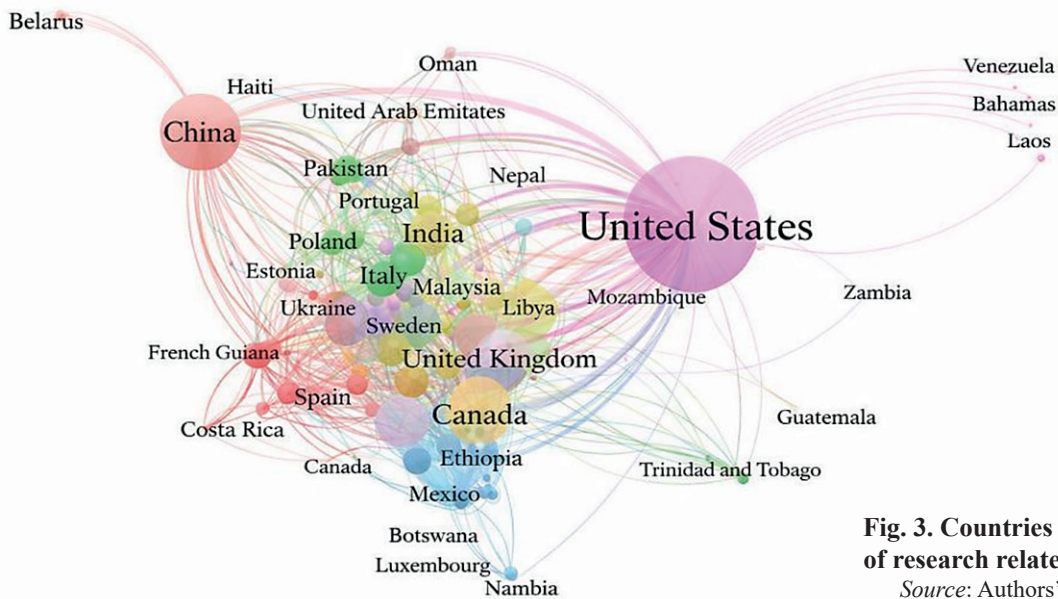 Belarus
Oman
Venezuela
Haiti
Bahamas
United Arab Emitates
China
Laos
Pakistan
Nepal
Portugal
United States
India
Poland
Estonia
Italy
Malaysia
Mozambique
Zambia
Ukraine
Libya
Sweden
French Guiana
United Kingdom
Spain
Canada
Guatemala
Costa Rica
Ethiopia
Canada
Trinidad and Tobago
Mexico
Botswana
Luxembourg
Nambia
Fig. 3. Countries
of research relate
Source: Authors’